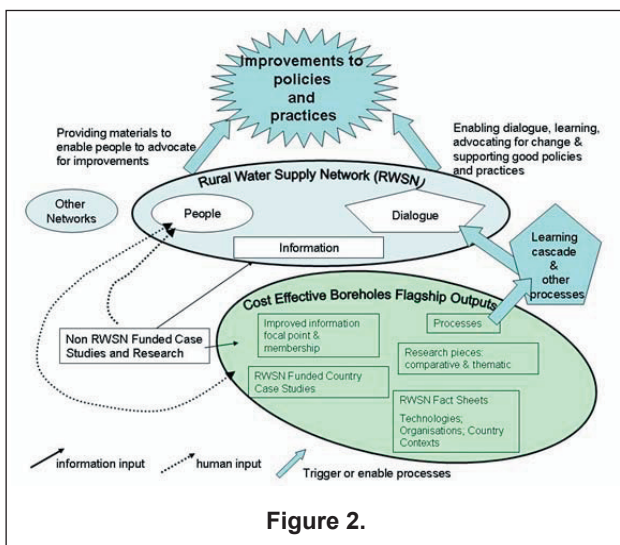 Improvements to
policies
and
practices
Providing materials to
enable people to advocate
for improvements
Enabling dialogue, learning,
advocating for change &
supporting good policies
and practices
Rural Water Supply Network (RWSN)
Other
Networks
People
Dialogue
Information
Learning
cascade
&
other
processes
Cost Effective Boreholes Flagship Outputs
Non RWSN Funded Case
Studies and Research
Improved information
focal point &
membership
Processes
Research pieces:
comparative & thematic
RWSN Funded Country
Case Studies
RWSN Fact Sheets
Technologies;
Organisations; Country
Contexts
information input
human input
Trigger or enable processes
Figure 2.